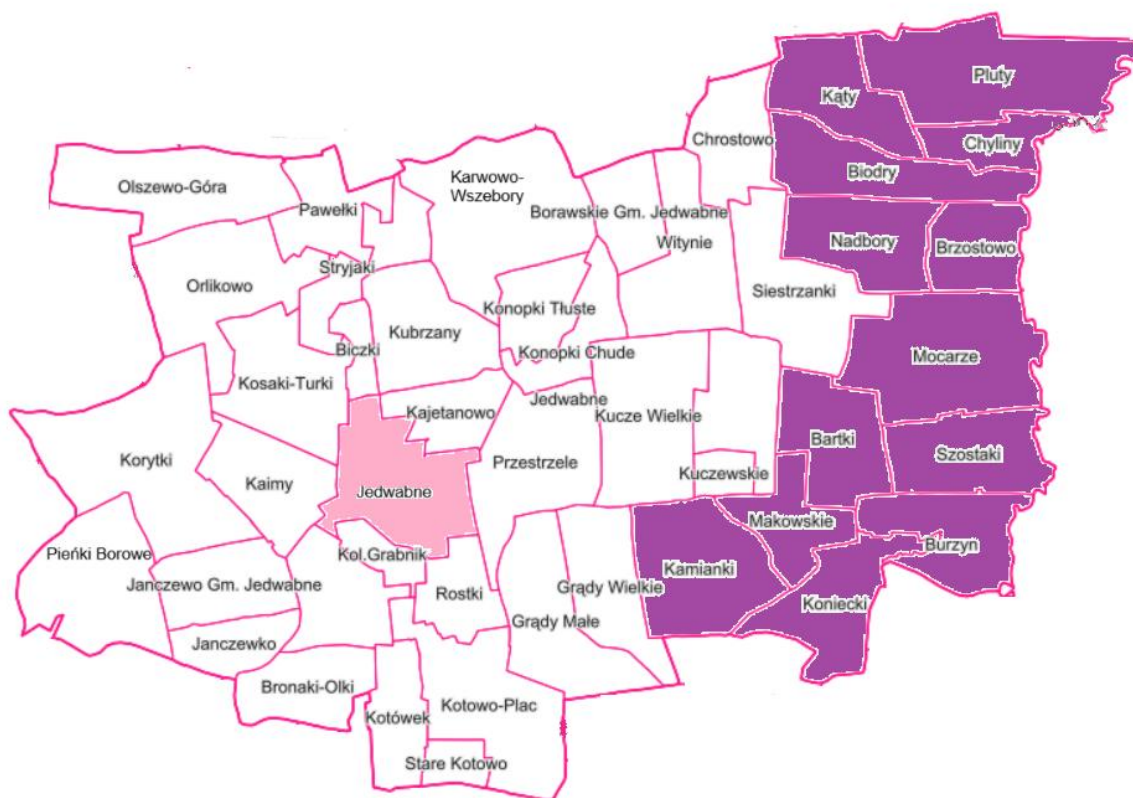 Pluty
Kąty
Chyliny
Chrostowo
Biodry
Karwowo-
Wszebory
Olszewo-Góra
Pawełki
Borawskie Gm. Jedwabne
Witynie
Nadbory
Brzostowo
Stryjaki
Orlikowo
Siestrzanki
Konopki Tłuste
Kubrzany
Biczki
Konopki Chude
Mocarze
Kosaki-Turki
Jedwabne
Kajetanowo
Kucze Wielkie
Bartki
Szostaki
Korytki
Przestrzele
Kaimy
Kuczewskie
Jedwabne
Makowskie
Pieńki Borowe
Kol.Grabnik
Burzyn
Kamianki
Janczewo Gm. Jedwabne
Grądy Wielkie
Rostki
Koniecki
Grądy Małe
Janczewko
Bronaki-Olki
Kotowo-Plac
Kotówek
Stare Kotowo